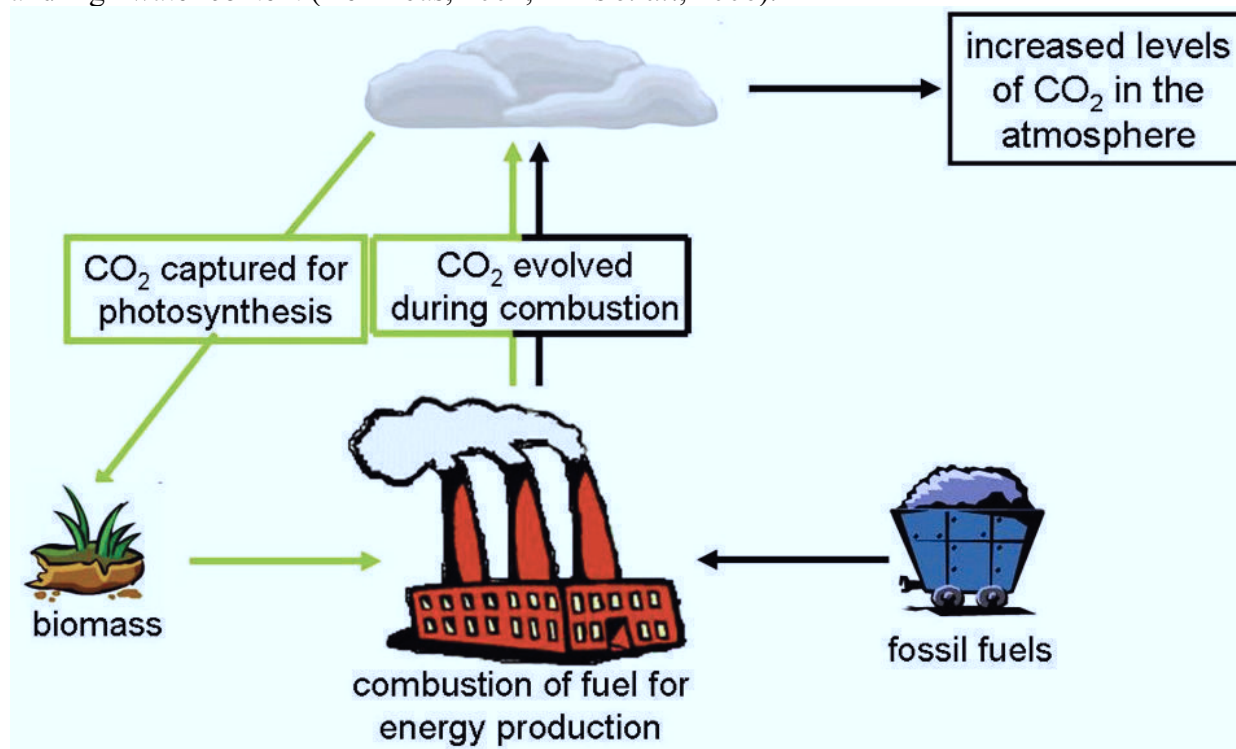 increased levels
of CO₂ in the
atmosphere
CO₂ captured for
photosynthesis
CO₂ evolved
during combustion
biomass
fossil fuels
combustion of fuel for
energy production